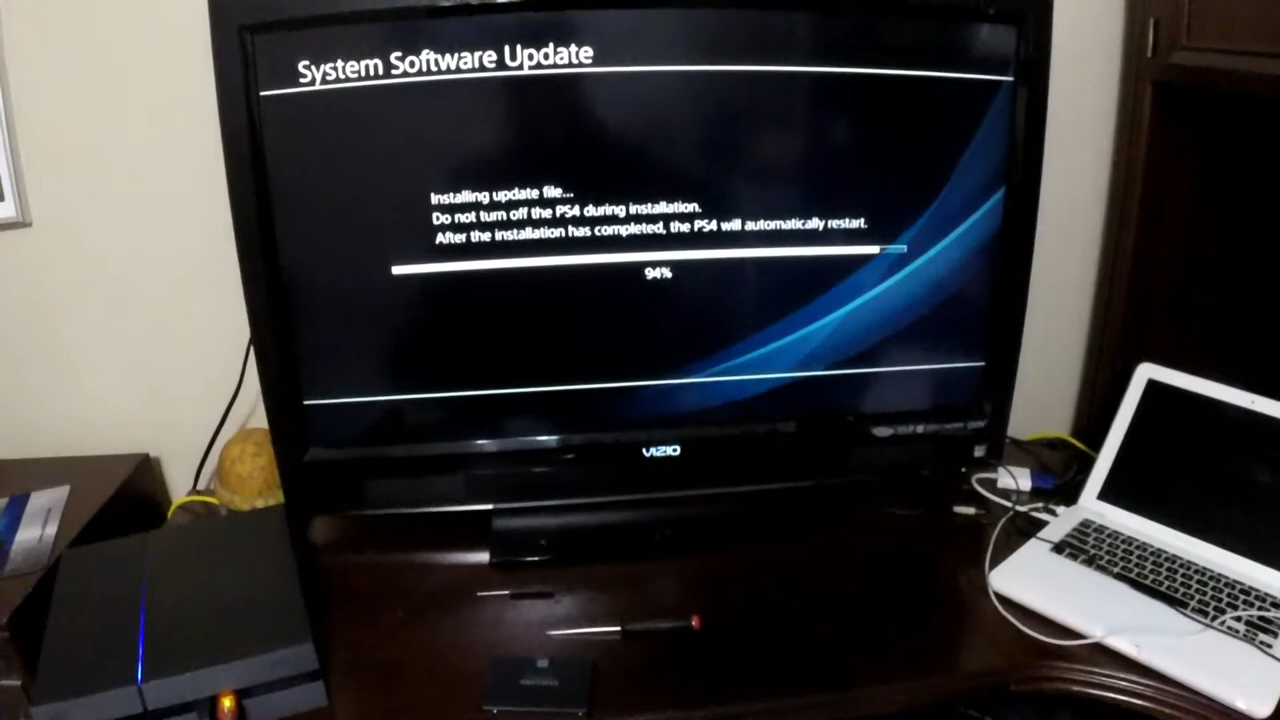 System Software Update
Installing update file...
Do not turn off the PS4 during installation.
After the installation has completed, the PS4 will automatically restart.
94%
VIZIO